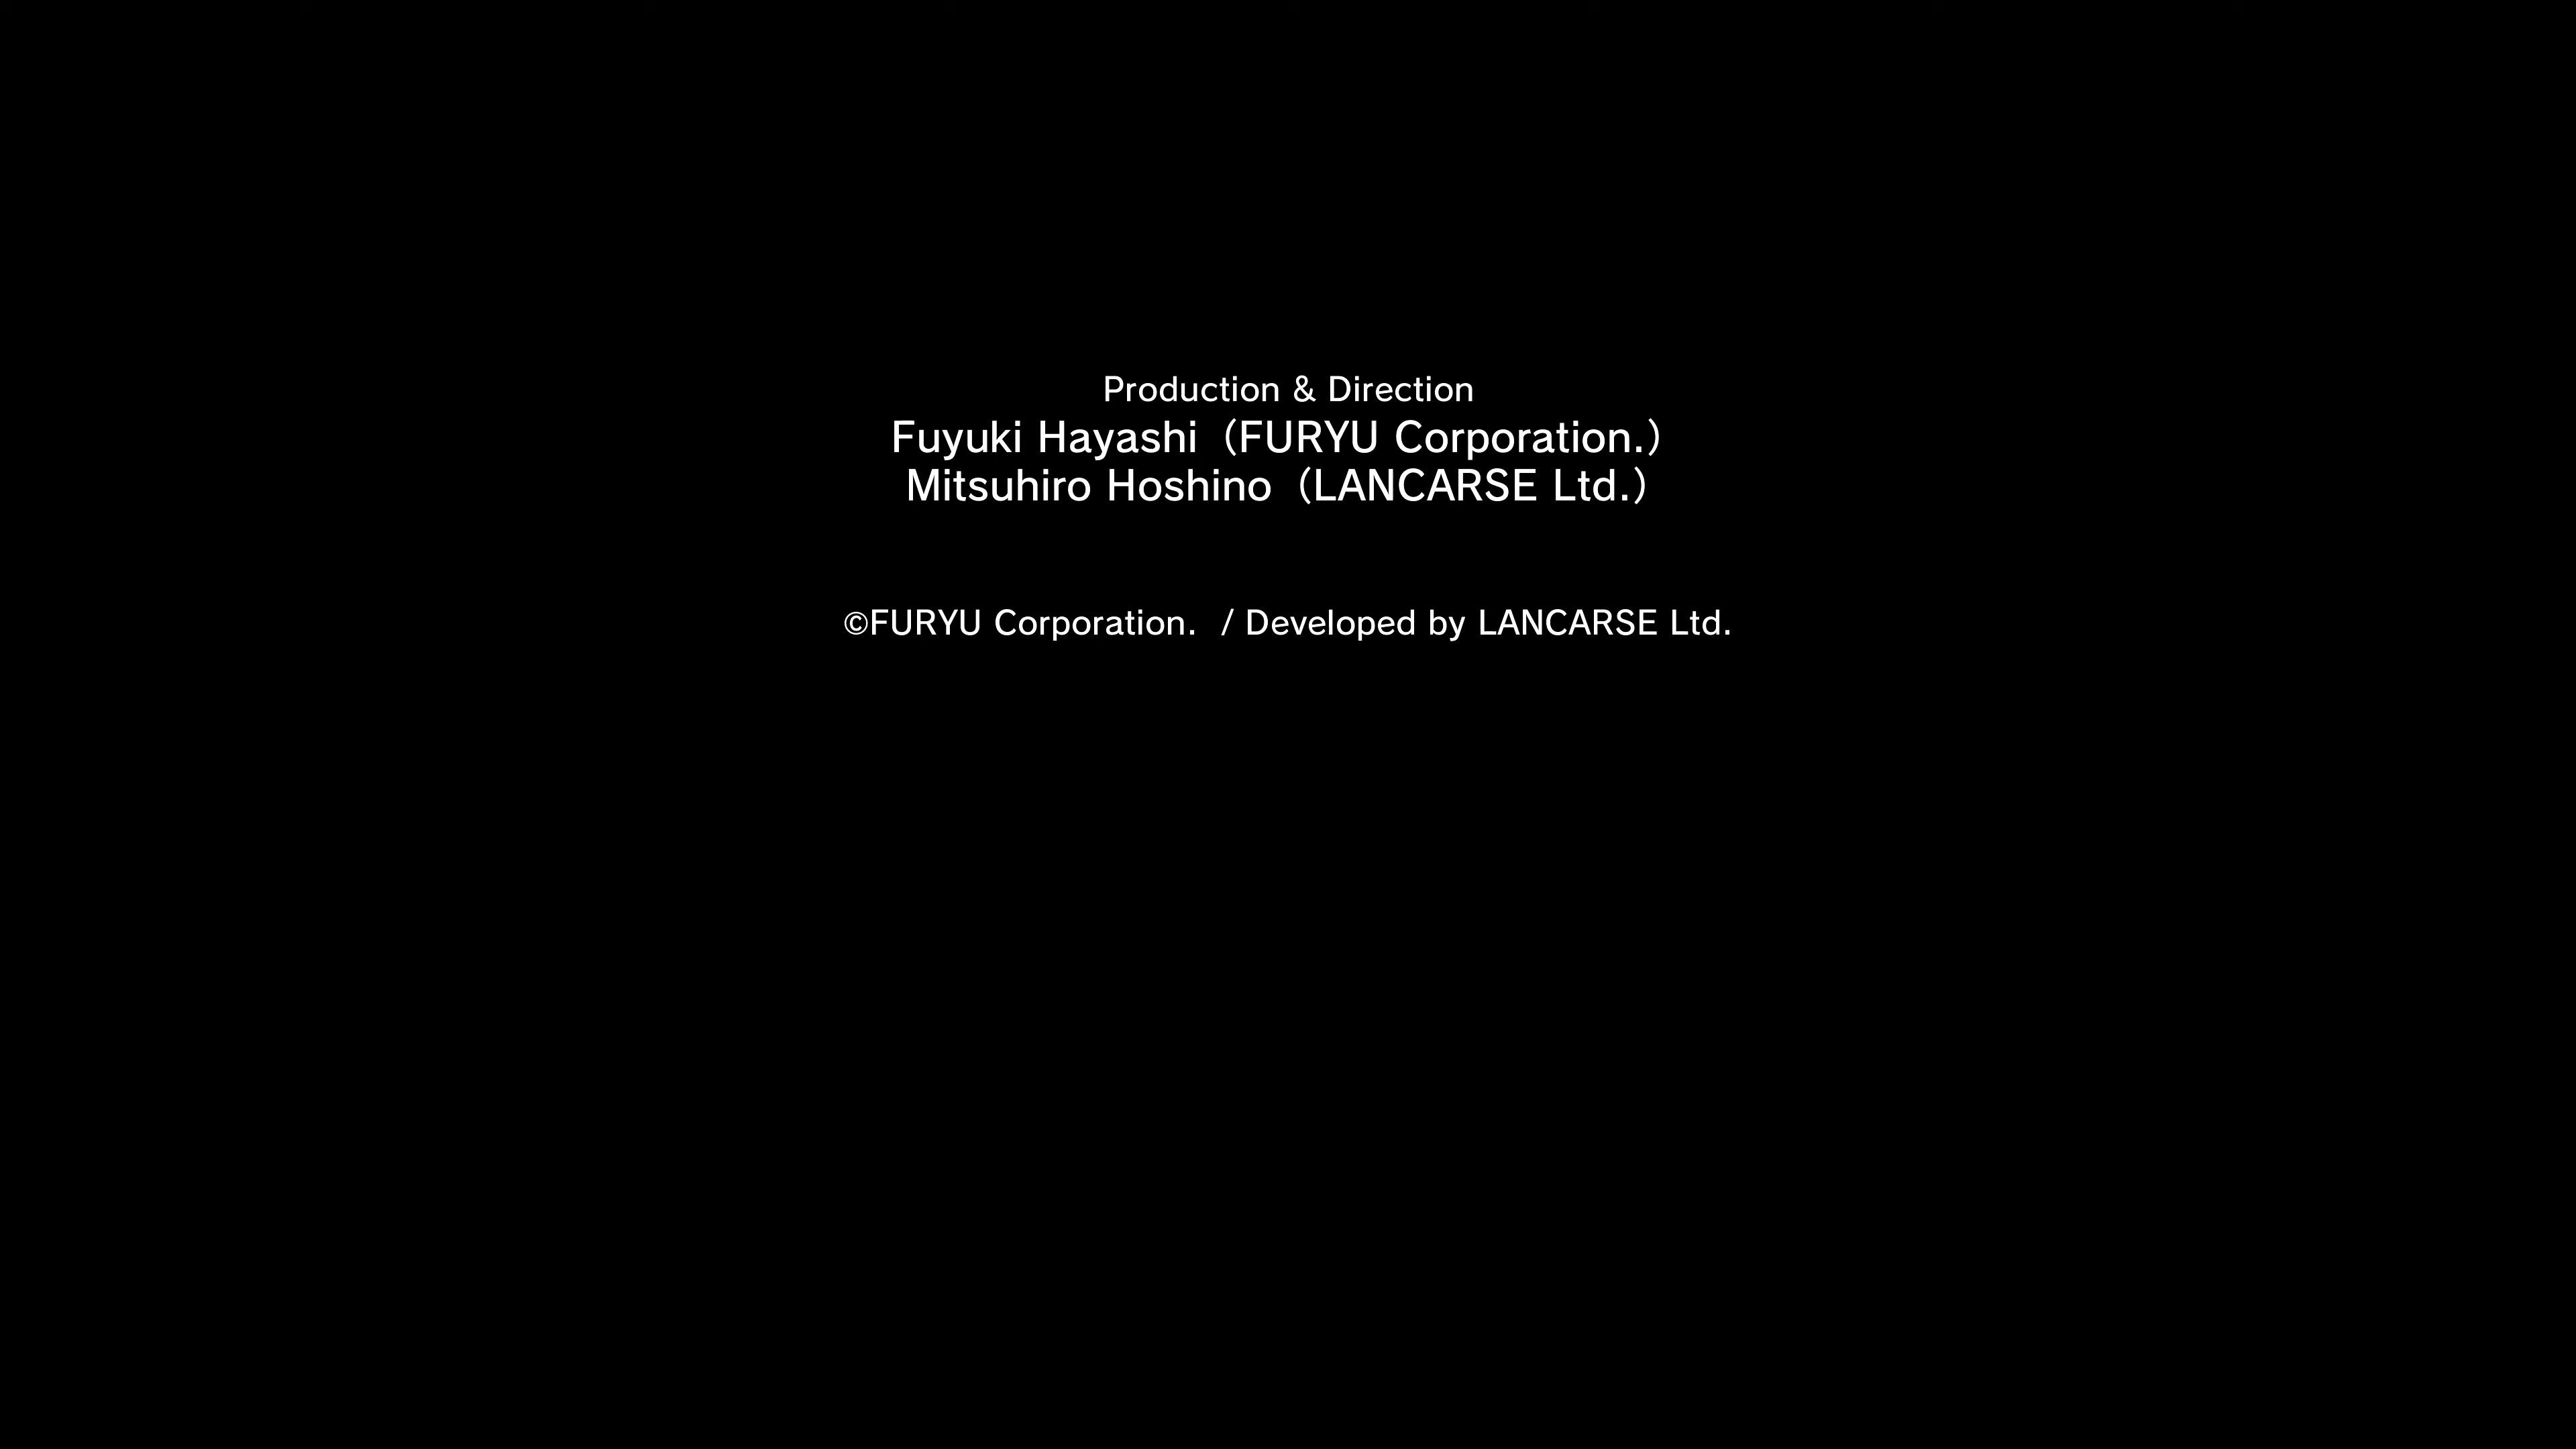 Production & Direction
Fuyuki Hayashi（FURYU Corporation.）
Mitsuhiro Hoshino（LANCARSE Ltd.）
©FURYU Corporation. / Developed by LANCARSE Ltd.